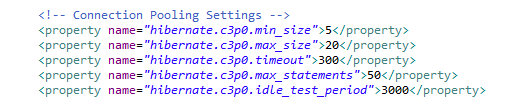 <!-- Connection Pooling Settings -->
<property name="hibernate.c3p0.min_size">5</property>
<property name="hibernate.c3p0.max_size">20</property>
<property name="hibernate.c3p0.timeout">300</property>
<property name="hibernate.c3p0.max_statements">50</property>
<property name="hibernate.c3p0.idle_test_period">3000</property>